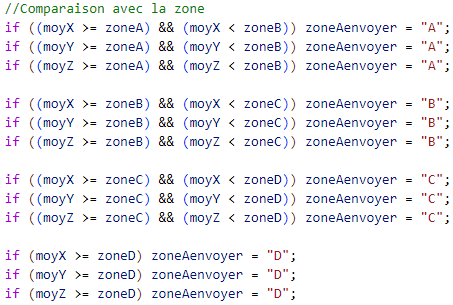 //Comparaison avec la zone
if ((moyX >= zoneA) && (moyX < zoneB)) zoneAenvoyer = "A";
if ((moyY >= zoneA) && (moyY < zoneB)) zoneAenvoyer = "A";
if ((moyZ >= zoneA) && (moyZ < zoneB)) zoneAenvoyer = "A";

if ((moyX >= zoneB) && (moyX < zoneC)) zoneAenvoyer = "B";
if ((moyY >= zoneB) && (moyY < zoneC)) zoneAenvoyer = "B";
if ((moyZ >= zoneB) && (moyZ < zoneC)) zoneAenvoyer = "B";

if ((moyX >= zoneC) && (moyX < zoneD)) zoneAenvoyer = "C";
if ((moyY >= zoneC) && (moyY < zoneD)) zoneAenvoyer = "C";
if ((moyZ >= zoneC) && (moyZ < zoneD)) zoneAenvoyer = "C";

if (moyX >= zoneD) zoneAenvoyer = "D";
if (moyY >= zoneD) zoneAenvoyer = "D";
if (moyZ >= zoneD) zoneAenvoyer = "D";